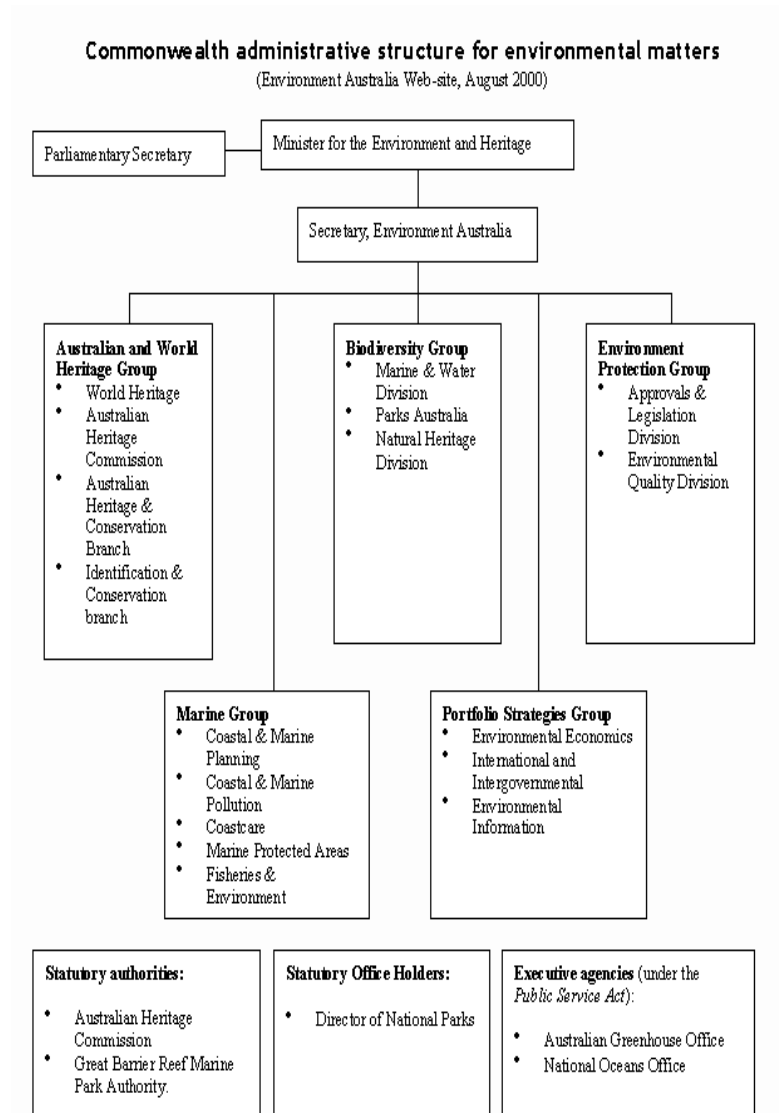 Commonwealth administrative structure for environmental matters
(Environment Australia Web-site, August 2000)
Parliamentary Secretary
Minister for the Environment and Heritage
Secretary, Environment Australia
Australian and World
Heritage Group
• World Heritage
• Australian
Heritage
Commission
• Australian
Heritage &
Conservation
Branch
• Identification &
Conservation
branch
Biodiversity Group
• Marine & Water
Division
• Parks Australia
• Natural Heritage
Division
Environment
Protection Group
• Approvals &
Legislation
Division
• Environmental
Quality Division
Marine Group
• Coastal & Marine
Planning
• Coastal & Marine
Pollution
• Coastcare
• Marine Protected Areas
• Fisheries &
Environment
Portfolio Strategies Group
• Environmental Economics
• International and
Intergovernmental
• Environmental
Information
Statutory authorities:
• Australian Heritage
Commission
• Great Barrier Reef Marine
Park Authority.
Statutory Office Holders:
• Director of National Parks
Executive agencies (under the
Public Service Act):
• Australian Greenhouse Office
• National Oceans Office